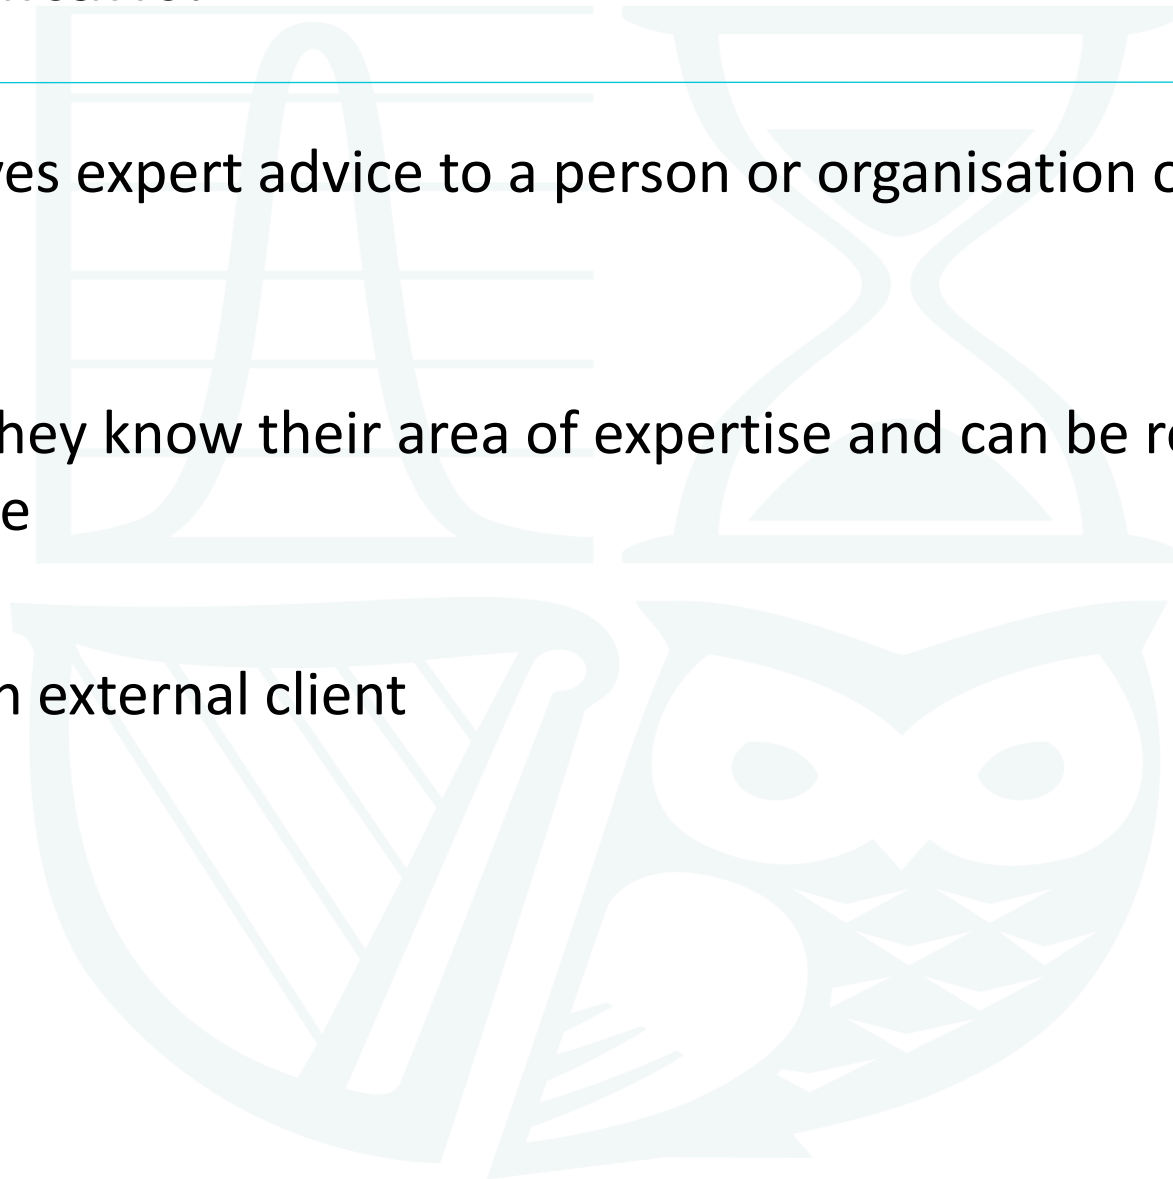 ves expert advice to a person or organisation o
hey know their area of expertise and can be re
e
n external client